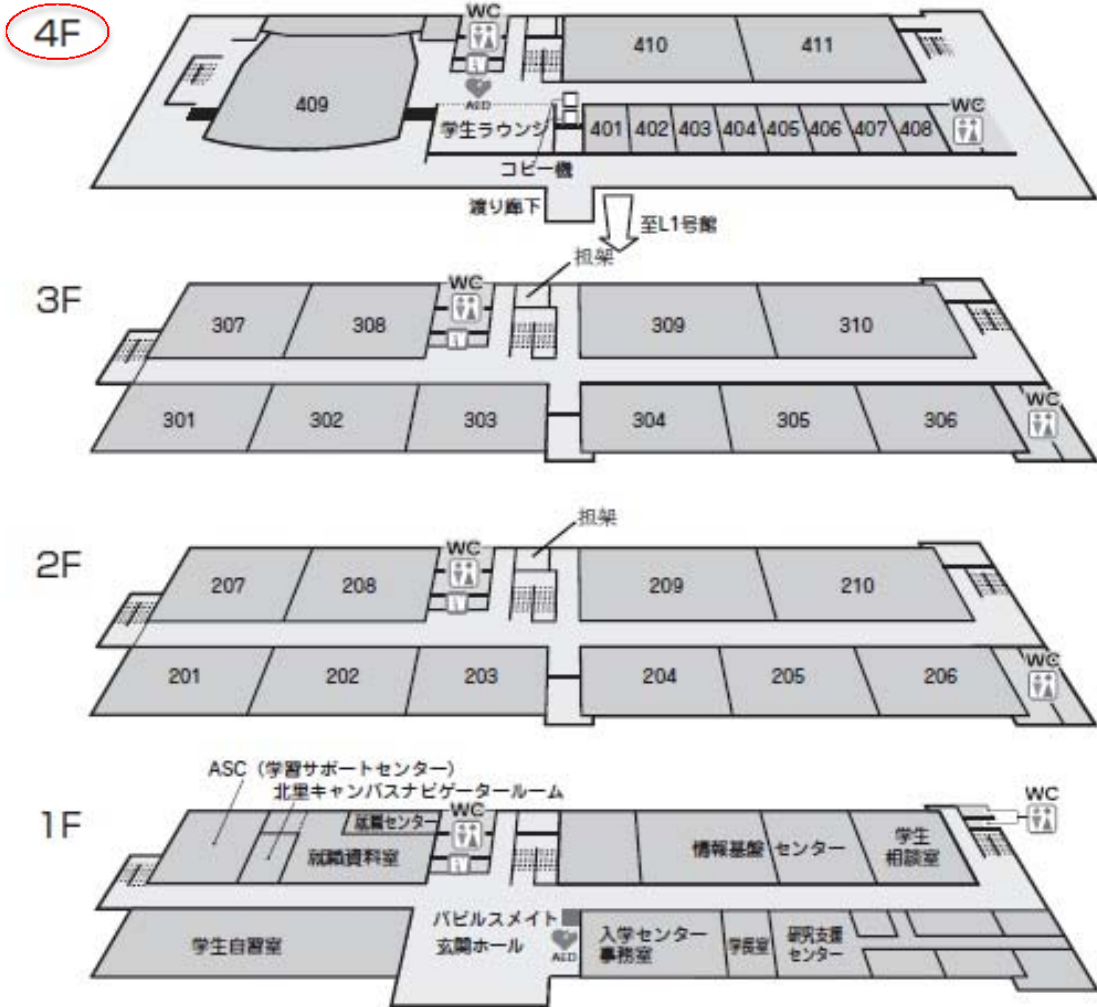 4F
WC
410
411
409
AED
学生ラウンジ
401
402
403
404
405
406
407
408
WC
コピー機
渡り廊下
至L1号館
3F
担架
WC
307
308
309
310
301
302
303
304
305
306
WC
2F
担架
WC
207
208
209
210
201
202
203
204
205
206
WC
1F
ASC（学習サポートセンター）
北里キャンパスナビゲータールーム
WC
就職センター
就職資料室
情報基盤センター
学生
相談室
WC
学生自習室
パピルスメイト
玄関ホール
AED
入学センター
事務室
学長室
研究支援
センター